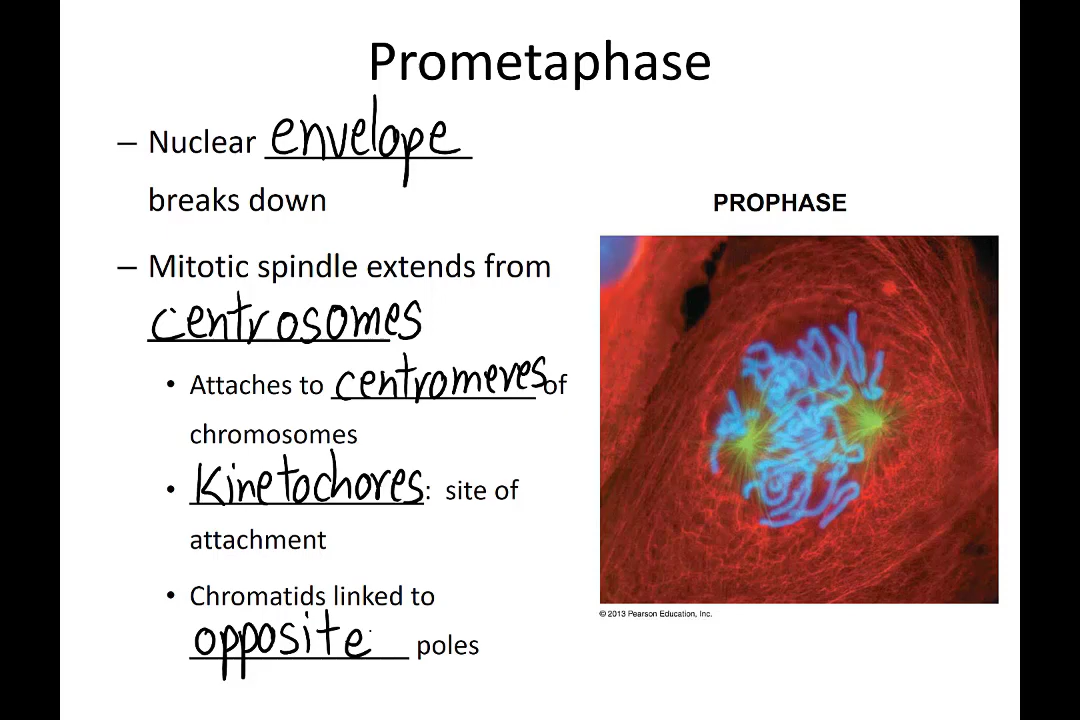 Prometaphase
– Nuclear envelope
breaks down
– Mitotic spindle extends from
centrosomes
• Attaches to centromeres of
chromosomes
• Kinetochores: site of
attachment
• Chromatids linked to
opposite poles
PROPHASE
© 2013 Pearson Education, Inc.